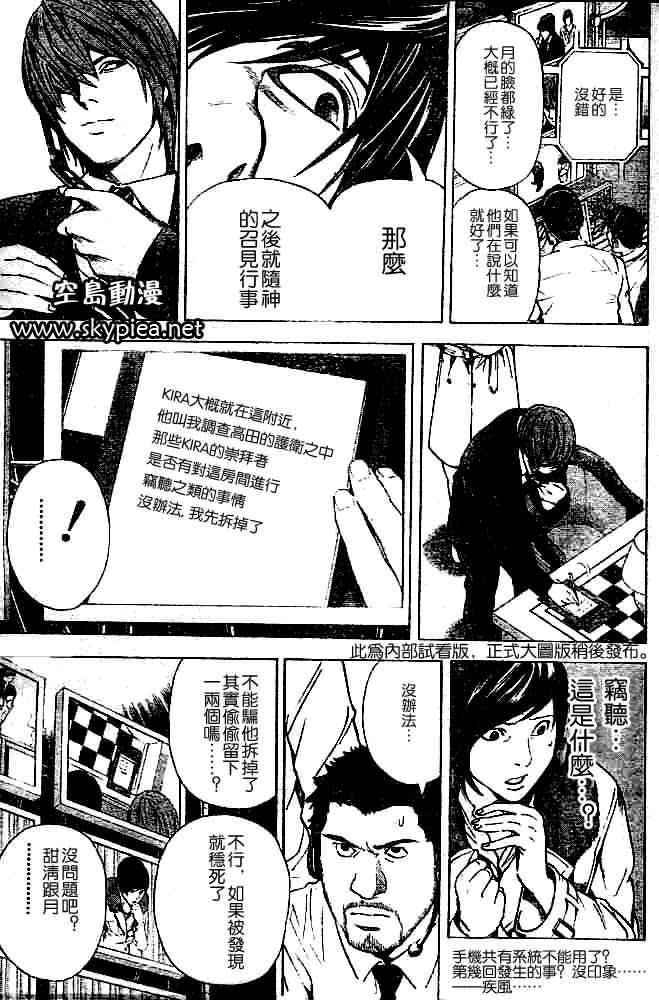 是…
好的
沒錯
月的臉都綠了…
大概已經不行了…
如果可以知道
他們在說什麼
就好了…
那麼
之後就隨神
的召見行事
空島動漫
www.skypiea.net
KIRA大概就在這附近,
他叫我調查高田的護衛之中
那些KIRA的崇拜者
是否有對這房間進行
竊聽之類的事情
沒辦法,我先拆掉了
！
……
此為內部試看版，正式大圖版稍後發布。
竊聽…
這是什麼…？
手機共有系統不能用了?
第幾回發生的事? 沒印象……
——疾風……
沒辦法…
不能騙他拆掉了
其實偷偷留下
一兩個嗎……？
不行，如果被發現
就穩死了
沒問題吧？
甜淸跟月